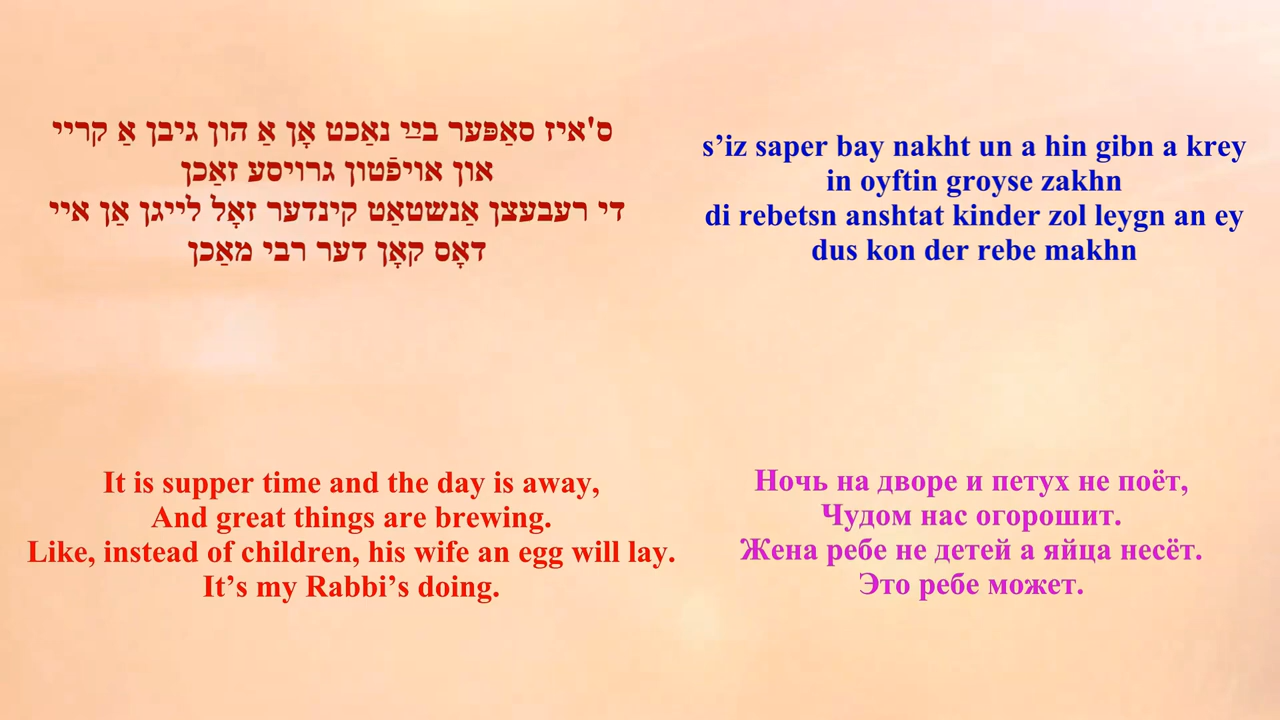 ס'איז סאַפּער בײַי נאַכט אָן אַ הון גיבן אַ קריי
און אויפֿטון גרויסע זאַכן
די רעבעצן אַנשטאַט קינדער זאָל לייגן אַן איי
דאָס קאָן דער רבי מאַכן
s’iz saper bay nakht un a hin gibn a krey
in oyftin groyse zakhn
di rebetsn anshtat kinder zol leygn an ey
dus kon der rebe makhn
It is supper time and the day is away,
And great things are brewing.
Like, instead of children, his wife an egg will lay.
It’s my Rabbi’s doing.
Ночь на дворе и петух не поёт,
Чудом нас огорошит.
Жена ребе не детей а яйца несёт.
Это ребе может.